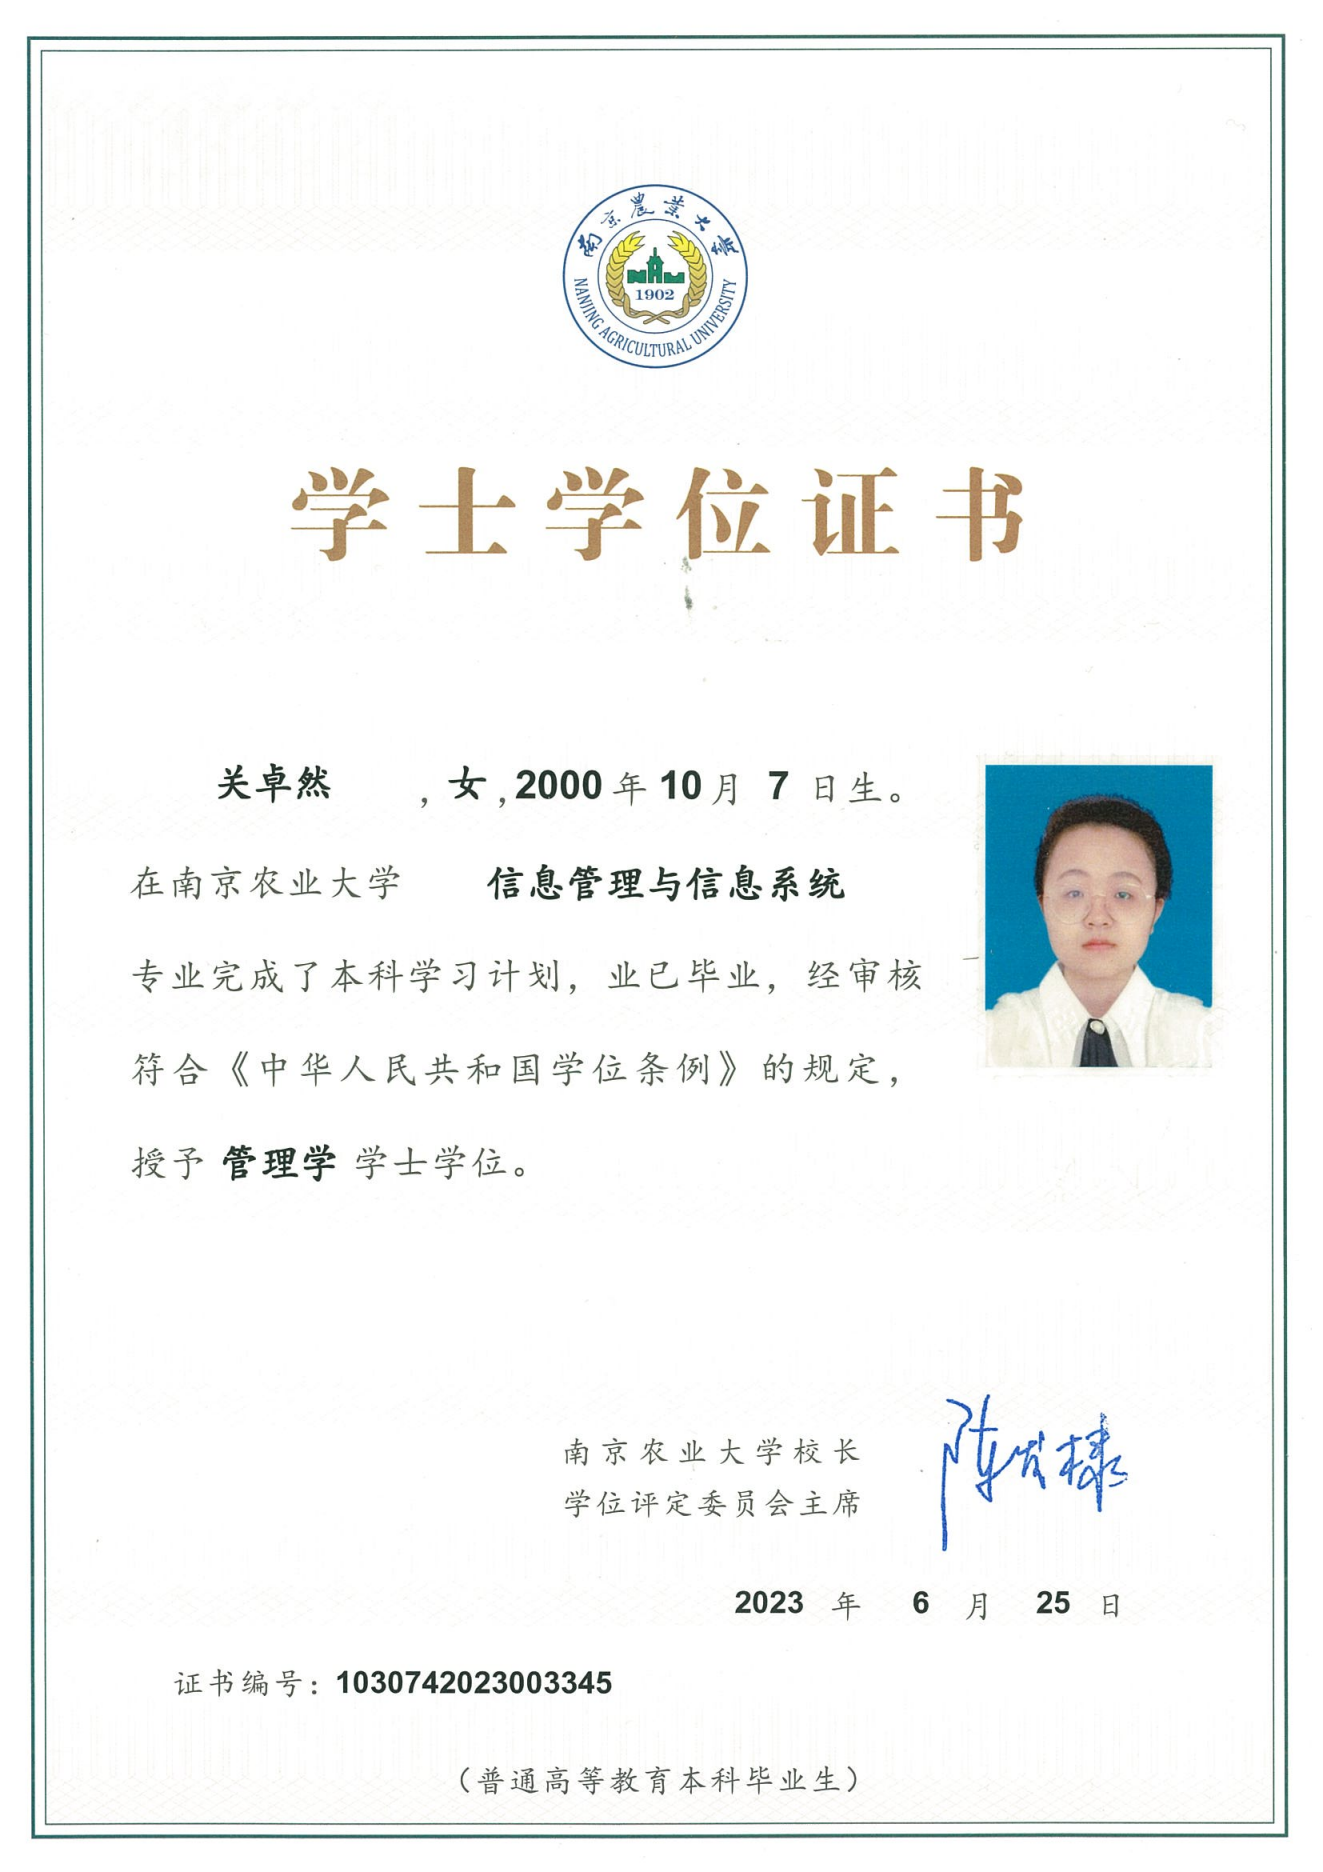 南京農業大學
1902
NANJING AGRICULTURAL UNIVERSITY
学士学位证书
关卓然 ,女,2000年10月 7 日生。
在南京农业大学 信息管理与信息系统
专业完成了本科学习计划，业已毕业，经审核
符合《中华人民共和国学位条例》的规定，
授予 管理学 学士学位。
南京农业大学校长
学位评定委员会主席
陈发棣
2023 年 6 月 25 日
证书编号：1030742023003345
（普通高等教育本科毕业生）